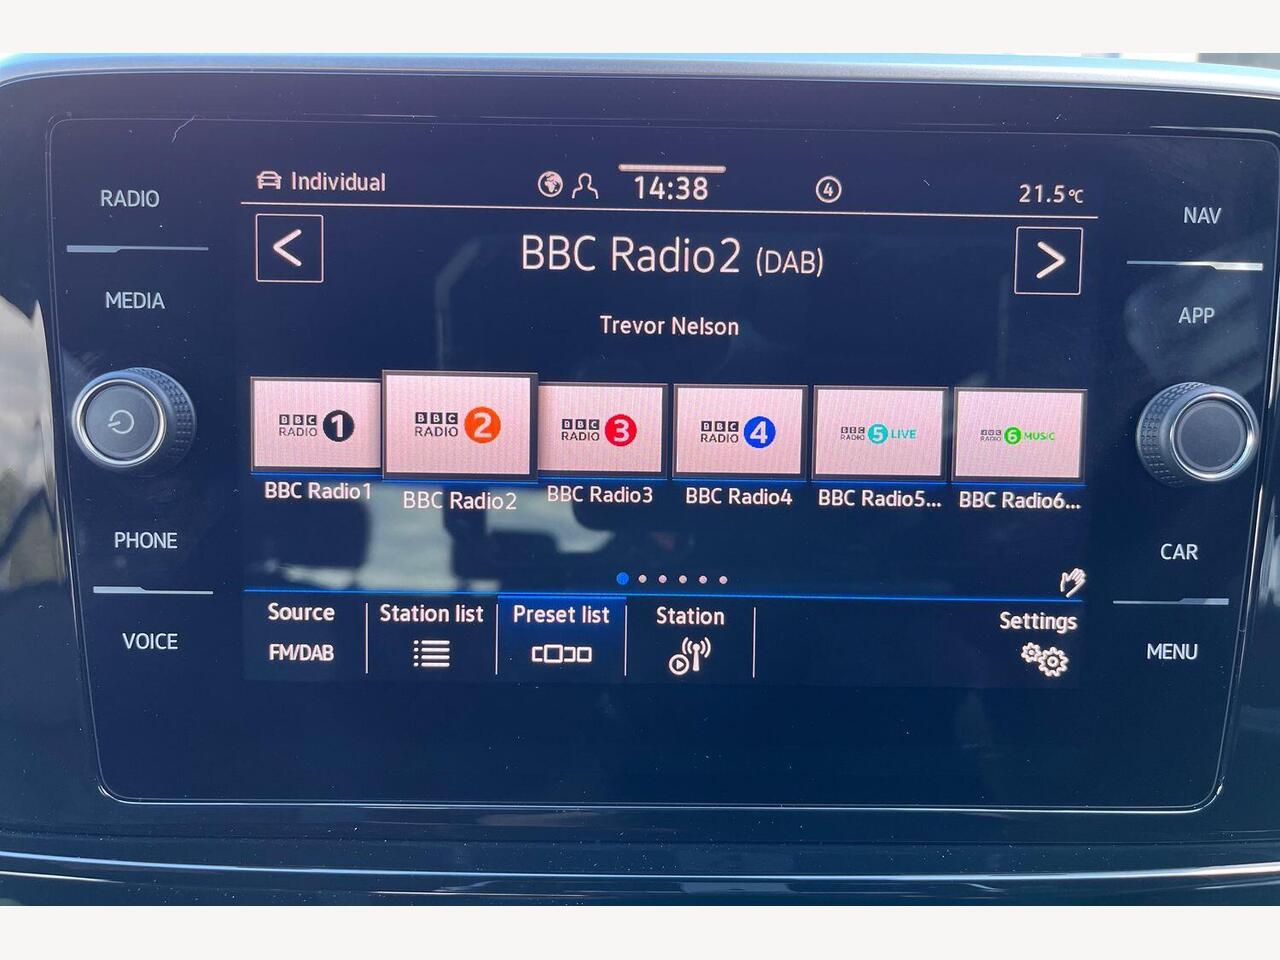 RADIO
MEDIA
PHONE
VOICE
Individual
14:38
4
21.5°C
<
BBC Radio2 (DAB)
>
Trevor Nelson
BBC RADIO 1
BBC RADIO 2
BBC RADIO 3
BBC RADIO 4
BBC RADIO 5 LIVE
BBC RADIO 6 MUSIC
BBC Radio1
BBC Radio2
BBC Radio3
BBC Radio4
BBC Radio5...
BBC Radio6...
Source
FM/DAB
Station list
Preset list
Station
Settings
NAV
APP
CAR
MENU